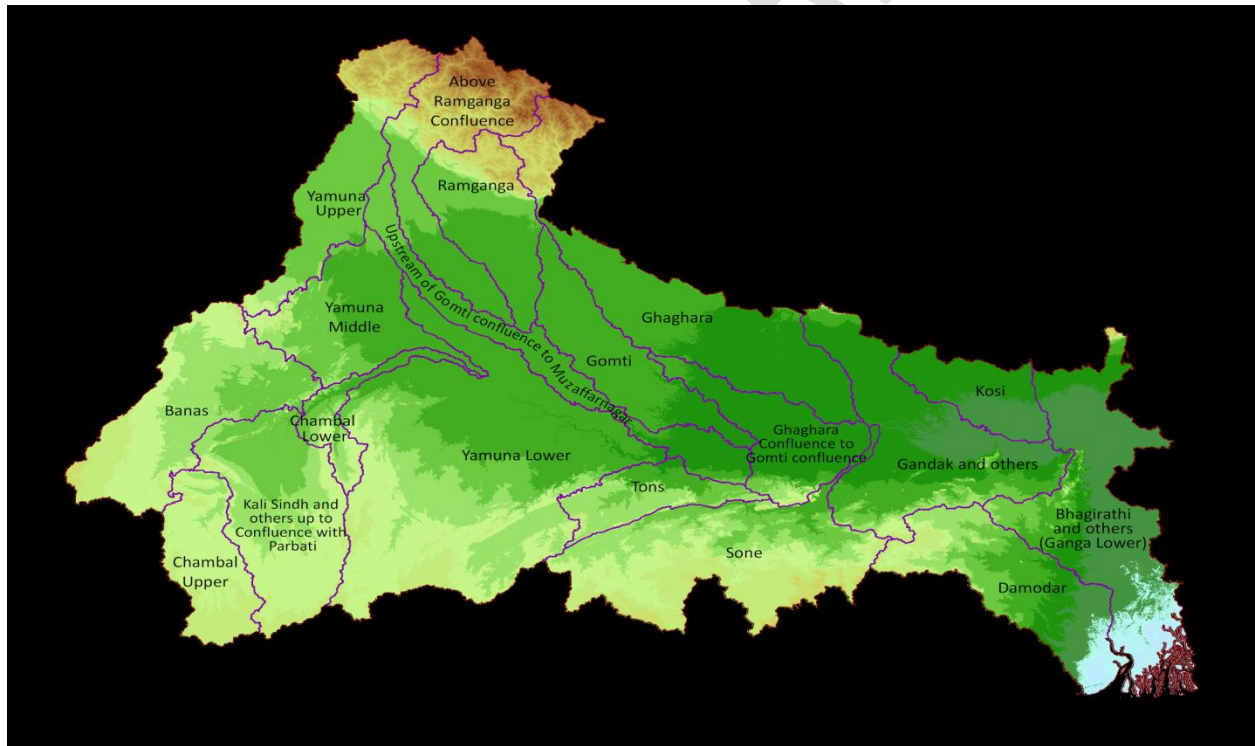 Above
Ramganga
Confluence
Ramganga
Yamuna
Upper
Upstream of Gomti confluence to Muzaffarnagar
Yamuna
Middle
Ghaghara
Gomti
Kosi
Banas
Chambal
Lower
Ghaghara
Confluence to
Gomti confluence
Yamuna Lower
Gandak and others
Tons
Kali Sindh and
others up to
Confluence with
Parbati
Bhagirathi
and others
(Ganga Lower)
Sone
Chambal
Upper
Damodar